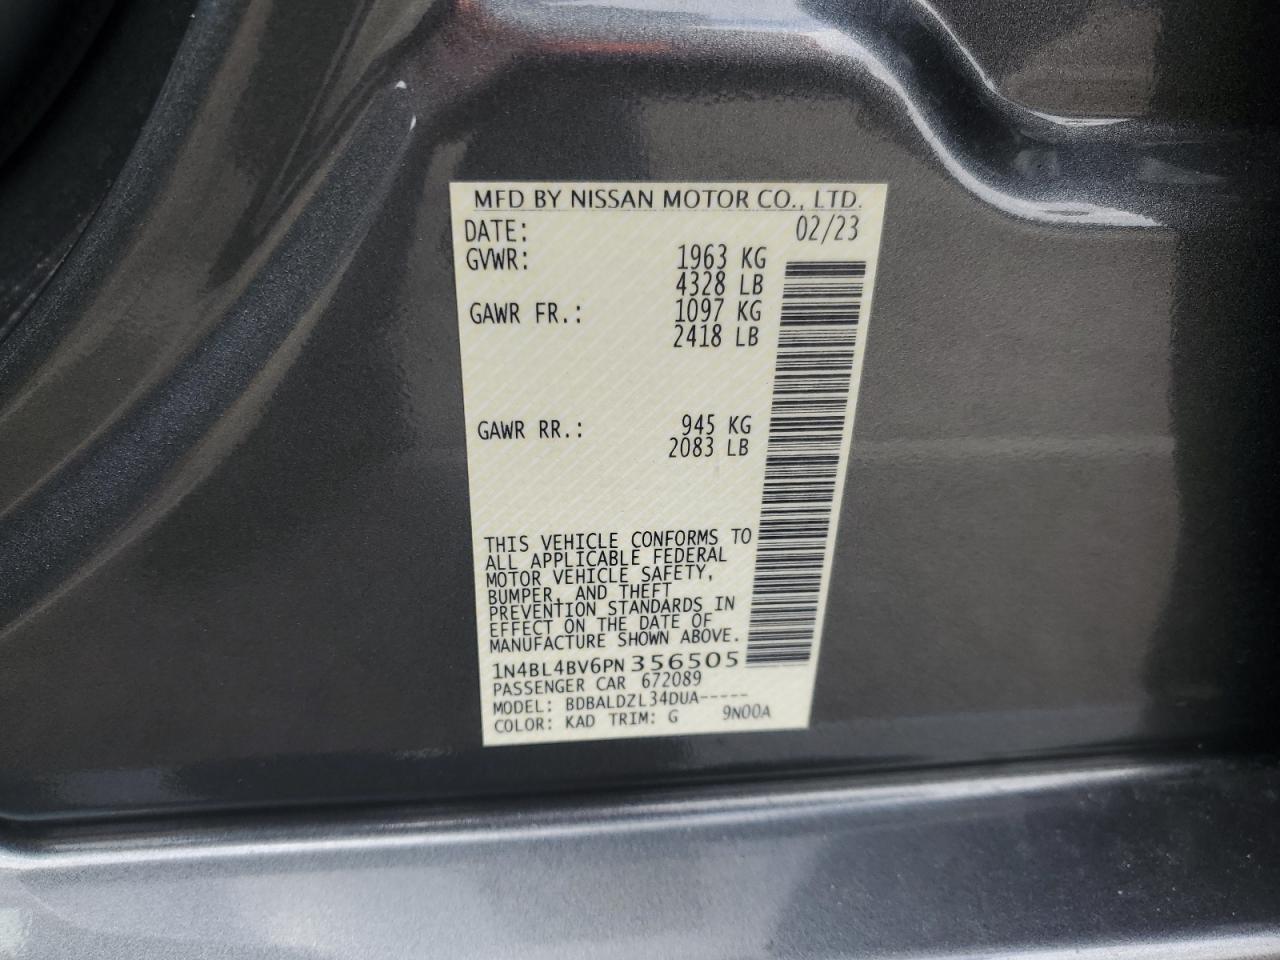 MFD BY NISSAN MOTOR CO., LTD.
DATE: 02/23
GVWR: 1963 KG
4328 LB
GAWR FR.: 1097 KG
2418 LB
GAWR RR.: 945 KG
2083 LB
THIS VEHICLE CONFORMS TO
ALL APPLICABLE FEDERAL
MOTOR VEHICLE SAFETY,
BUMPER, AND THEFT
PREVENTION STANDARDS IN
EFFECT ON THE DATE OF
MANUFACTURE SHOWN ABOVE.
1N4BL4BV6PN356505
PASSENGER CAR 672089
MODEL: BDBALDZL34DUA-----
COLOR: KAD TRIM: G 9N00A